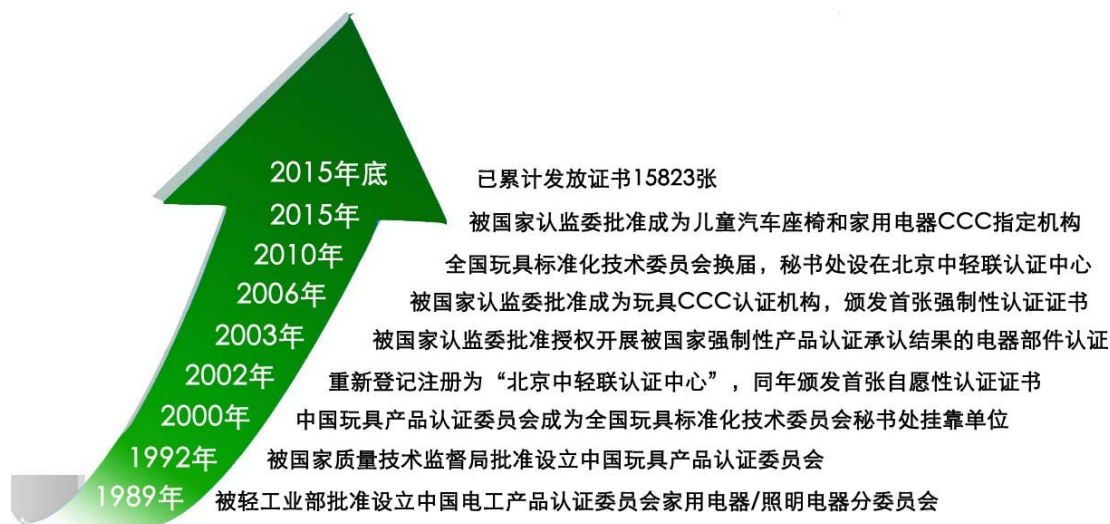 2015年底 已累计发放证书15823张
2015年 被国家认监委批准成为儿童汽车座椅和家用电器CCC指定机构
2010年 全国玩具标准化技术委员会换届，秘书处设在北京中轻联认证中心
2006年 被国家认监委批准成为玩具CCC认证机构，颁发首张强制性认证证书
2003年 被国家认监委批准授权开展被国家强制性产品认证承认结果的电器部件认证
2002年 重新登记注册为“北京中轻联认证中心”，同年颁发首张自愿性认证证书
2000年 中国玩具产品认证委员会成为全国玩具标准化技术委员会秘书处挂靠单位
1992年 被国家质量技术监督局批准设立中国玩具产品认证委员会
1989年 被轻工业部批准设立中国电工产品认证委员会家用电器/照明电器分委员会